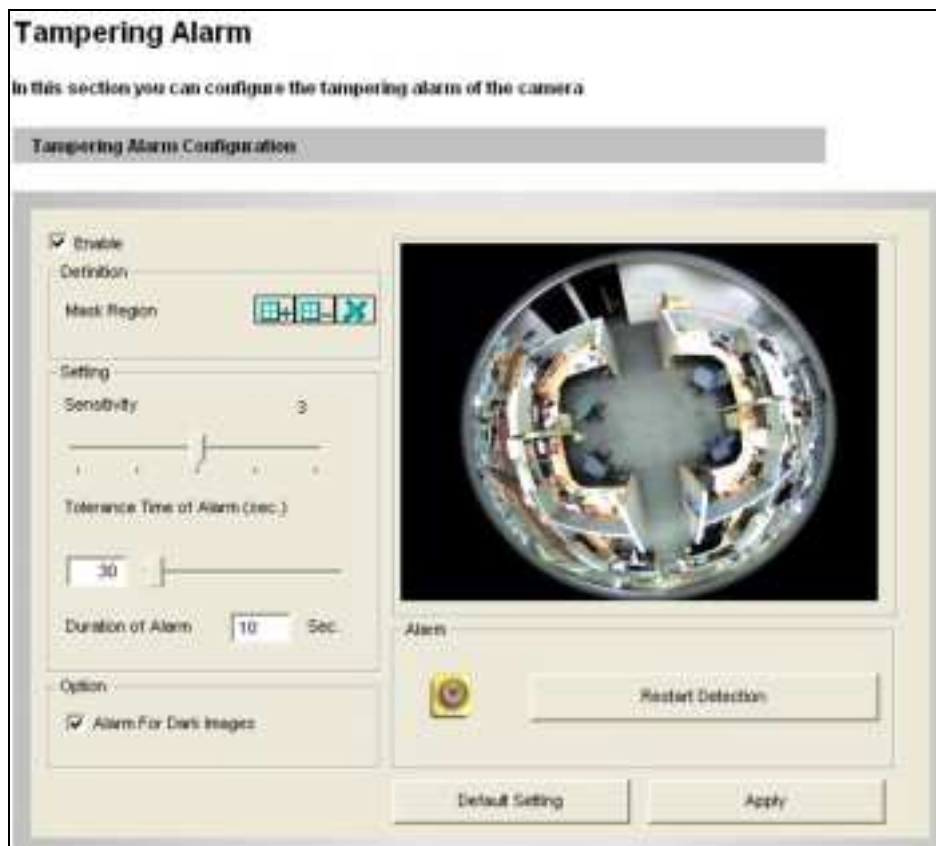 Tampering Alarm
In this section you can configure the tampering alarm of the camera
Tampering Alarm Configuration
Enable
Definition
Mask Region
Setting
Sensitivity 3
Tolerance Time of Alarm (sec.)
30
Duration of Alarm 10 Sec.
Option
Alarm For Dark Images
Alarm
Restart Detection
Default Setting
Apply